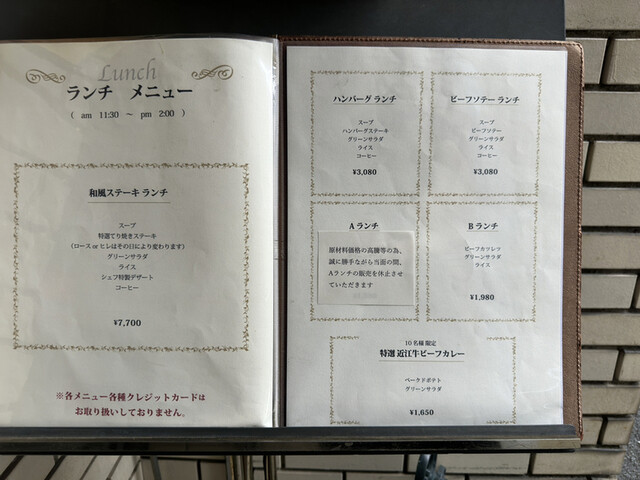 Lunch
ランチ メニュー
( am 11:30 ～ pm 2:00 )
和風ステーキ ランチ
スープ
特選てり焼きステーキ
(ロース or ヒレはその日により変わります)
グリーンサラダ
ライス
シェフ特製デザート
コーヒー
¥7,700
※各メニュー各種クレジットカードは
お取り扱いしておりません。
ハンバーグ ランチ
スープ
ハンバーグステーキ
グリーンサラダ
ライス
コーヒー
¥3,080
ビーフソテー ランチ
スープ
ビーフソテー
グリーンサラダ
ライス
コーヒー
¥3,080
A ランチ
原材料価格の高騰等の為、
誠に勝手ながら当面の間、
Aランチの販売を休止させ
ていただきます
B ランチ
ビーフカツレツ
グリーンサラダ
ライス
¥1,980
10 名様 限定
特選 近江牛ビーフカレー
ベークドポテト
グリーンサラダ
¥1,650